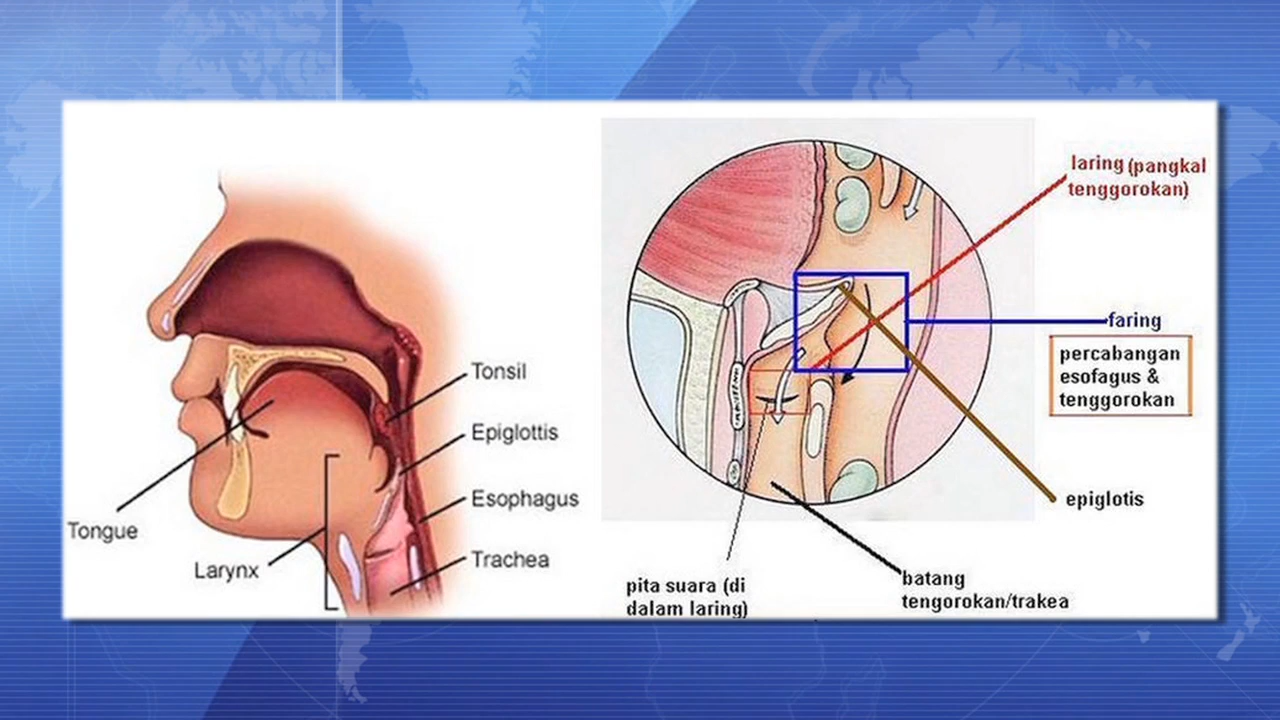 Tonsil
Epiglottis
Esophagus
Trachea
Tongue
Larynx
laring (pangkal
tenggorokan)
faring
percabangan
esofagus &
tenggorokan
epiglotis
batang
tengorokan/trakea
pita suara (di
dalam laring)